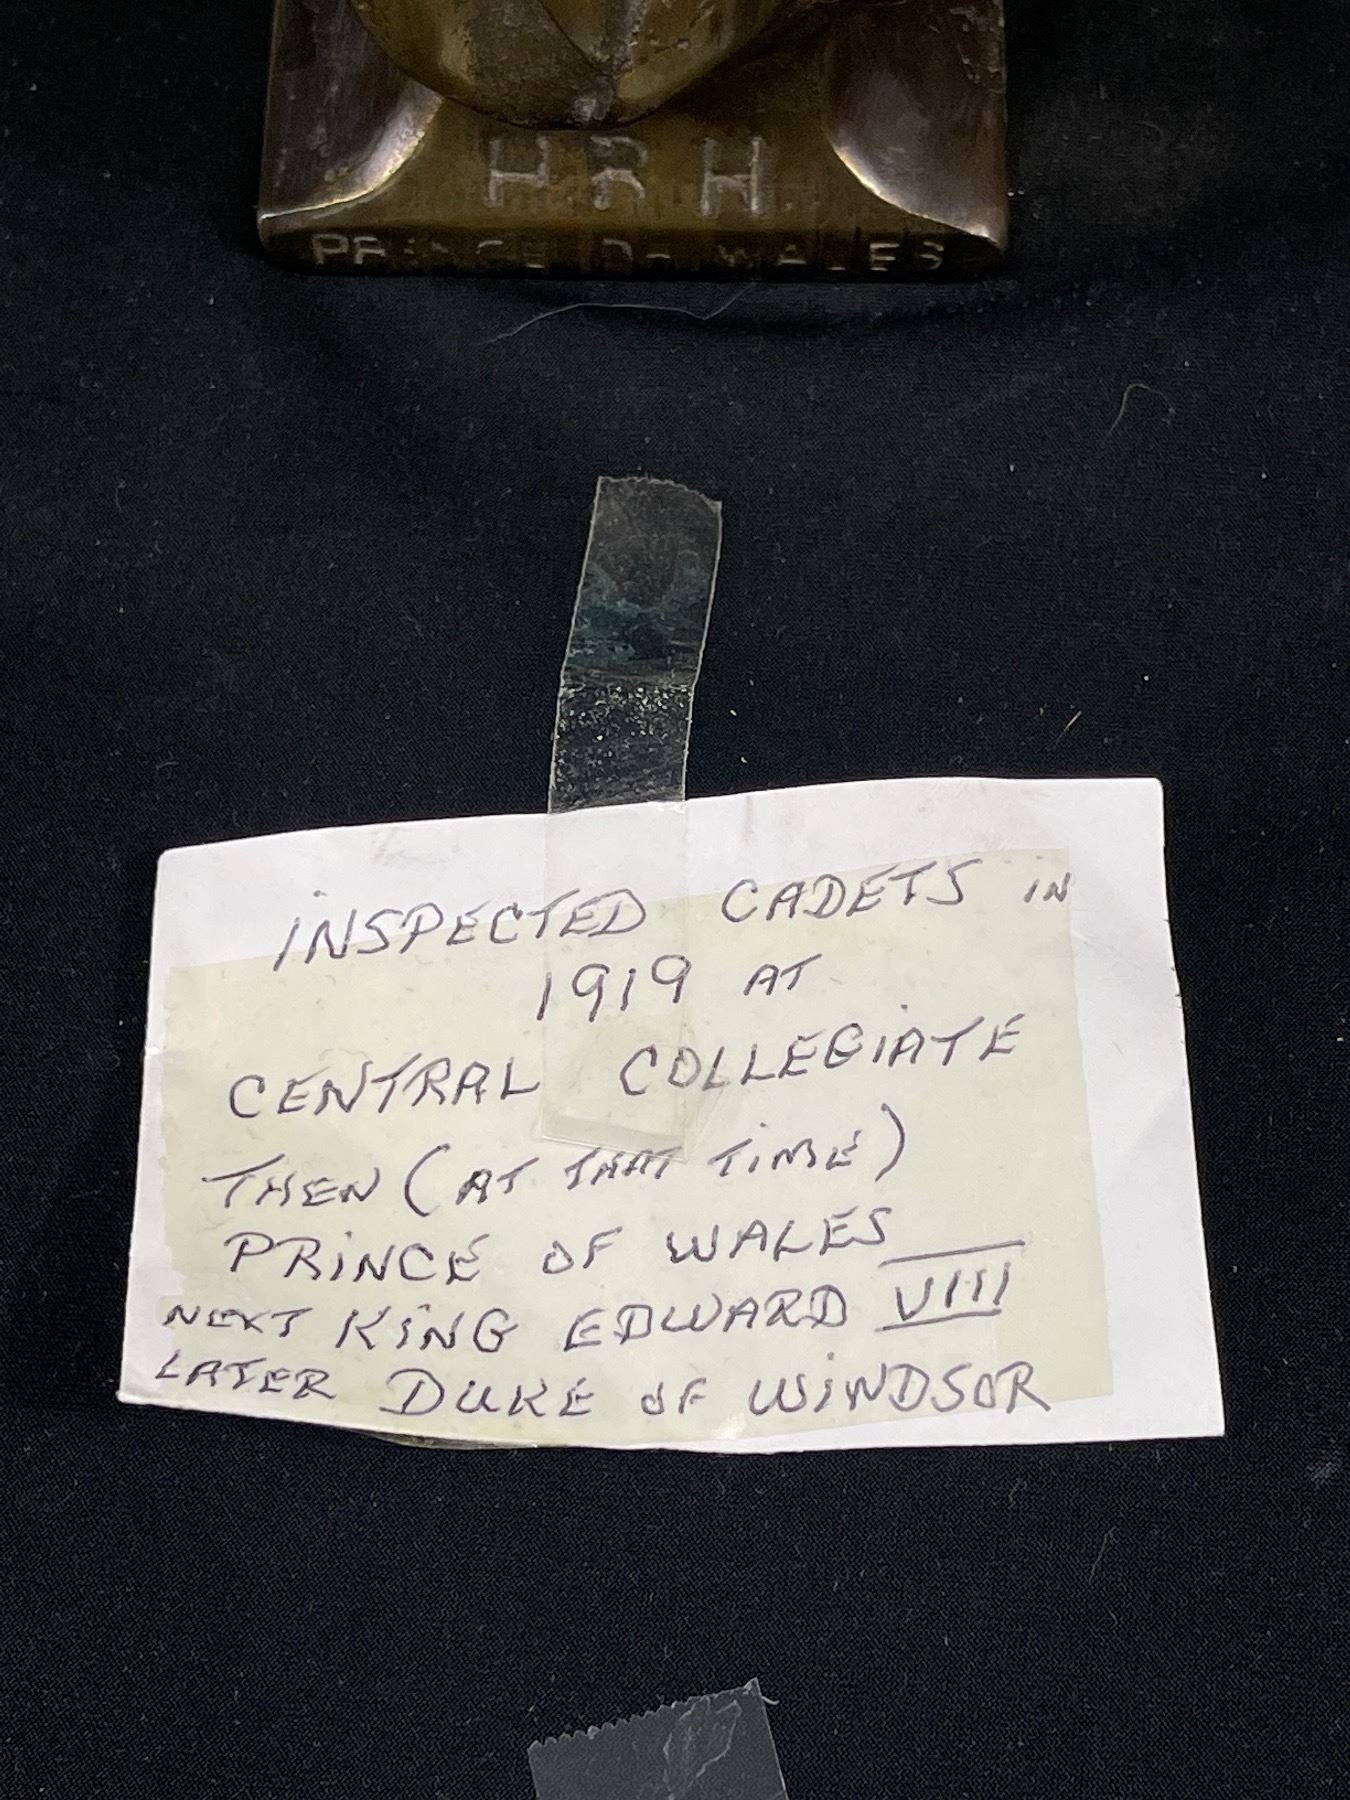 H R H
PRINCE OF WALES
INSPECTED CADETS IN
1919 AT
CENTRAL COLLEGIATE
THEN (AT THAT TIME)
PRINCE OF WALES
NEXT KING EDWARD VIII
LATER DUKE OF WINDSOR